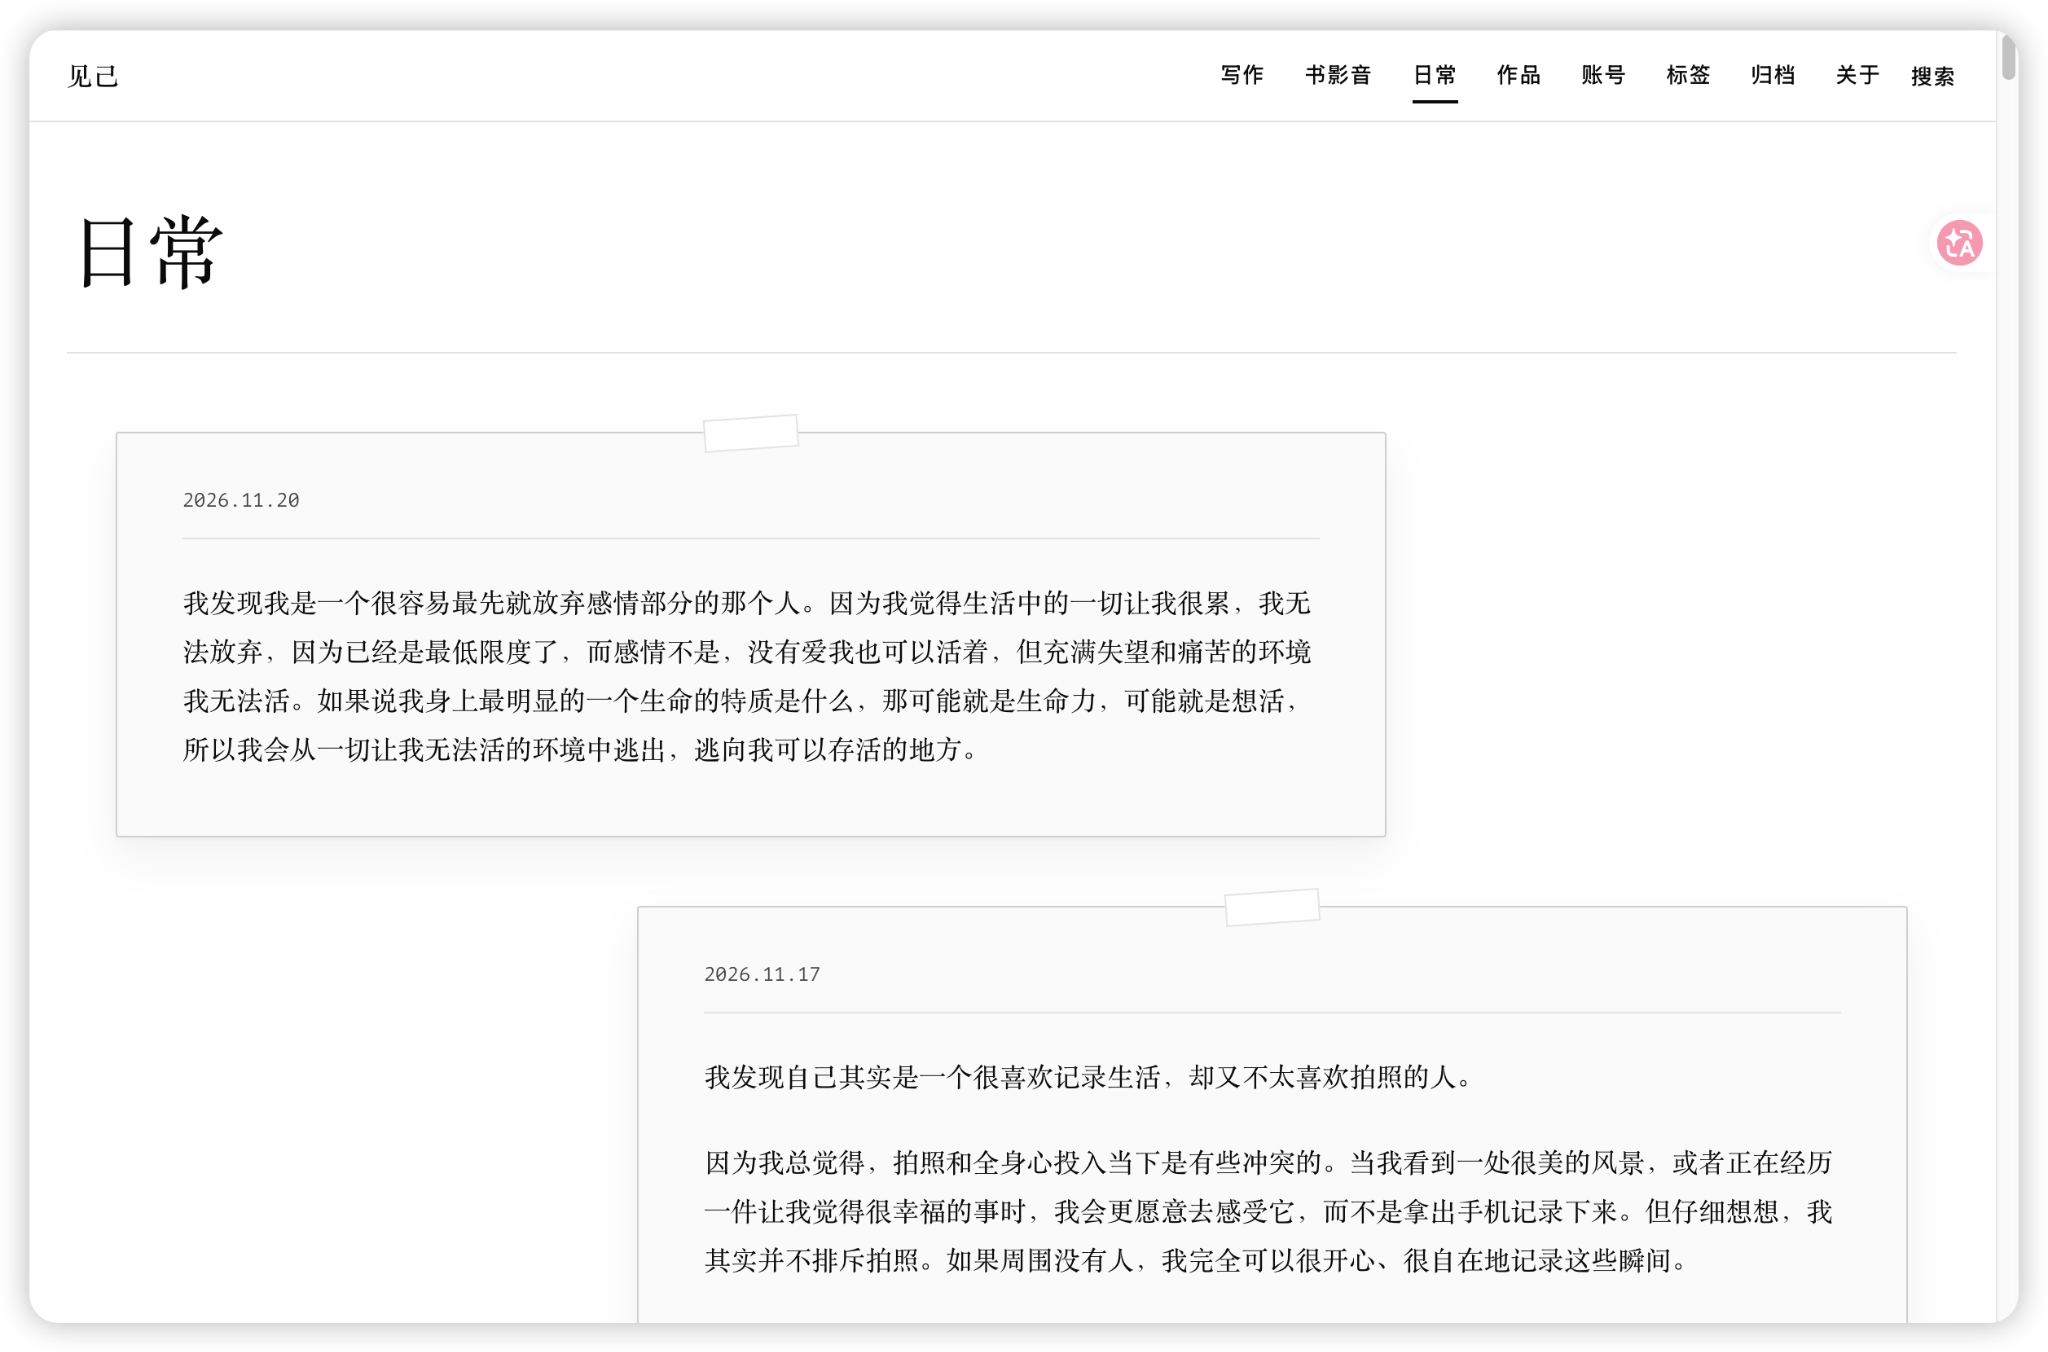 见己
写作 书影音 日常 作品 账号 标签 归档 关于 搜索
日常
2026.11.20
我发现我是一个很容易最先就放弃感情部分的那个人。因为我觉得生活中的一切让我很累，我无
法放弃，因为已经是最低限度了，而感情不是，没有爱我也可以活着，但充满失望和痛苦的环境
我无法活。如果说我身上最明显的一个生命的特质是什么，那可能就是生命力，可能就是想活，
所以我会从一切让我无法活的环境中逃出，逃向我可以存活的地方。
2026.11.17
我发现自己其实是一个很喜欢记录生活，却又不太喜欢拍照的人。
因为我总觉得，拍照和全身心投入当下是有些冲突的。当我看到一处很美的风景，或者正在经历
一件让我觉得很幸福的事时，我会更愿意去感受它，而不是拿出手机记录下来。但仔细想想，我
其实并不排斥拍照。如果周围没有人，我完全可以很开心、很自在地记录这些瞬间。